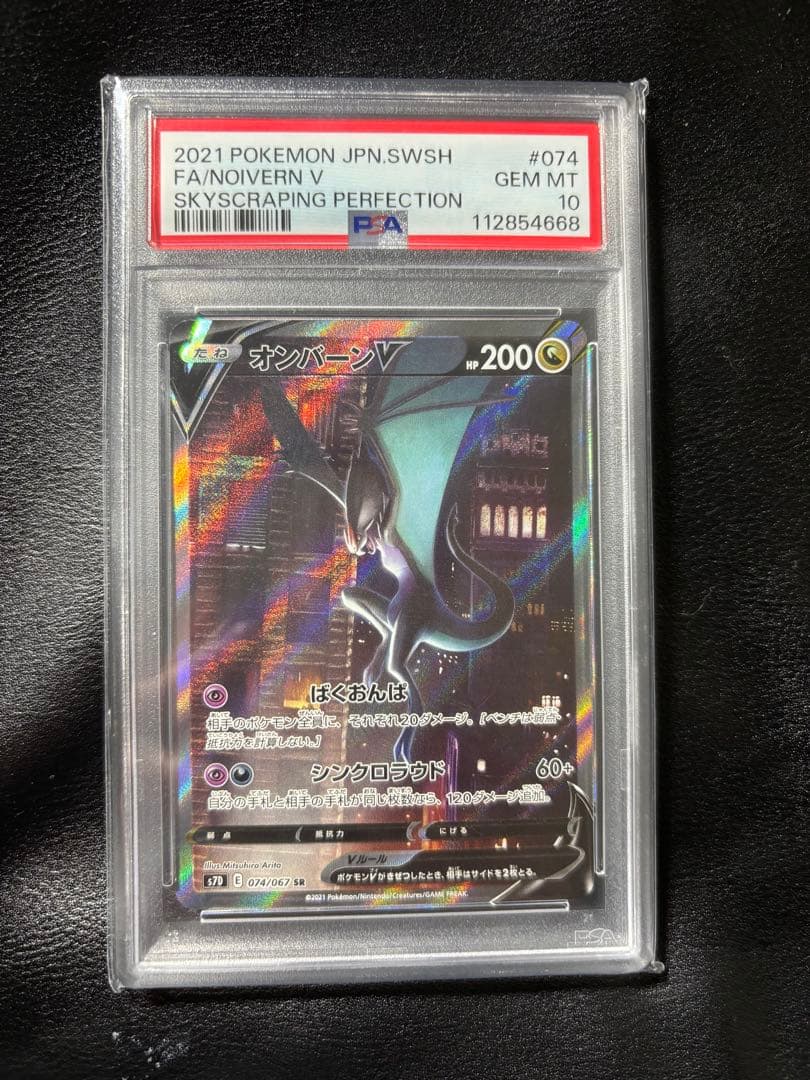 2021 POKEMON JPN.SWSH #074
FA/NOIVERN V GEM MT
SKYSCRAPING PERFECTION 10
PSA 112854668
たね オンバーンV HP 200
ばくおんぱ
相手のポケモン全員に、それぞれ20ダメージ。[ベンチは弱点・
抵抗力を計算しない。]
シンクロラウド 60+
自分の手札と相手の手札が同じ枚数なら、120ダメージ追加。
弱点 抵抗力 にげる
Illus. Mitsuhiro Arita
Vルール
ポケモンVがきぜつしたとき、相手はサイドを2枚とる。
s7D E 074/067 SR
©2021 Pokémon/Nintendo/Creatures/GAME FREAK.
PSA